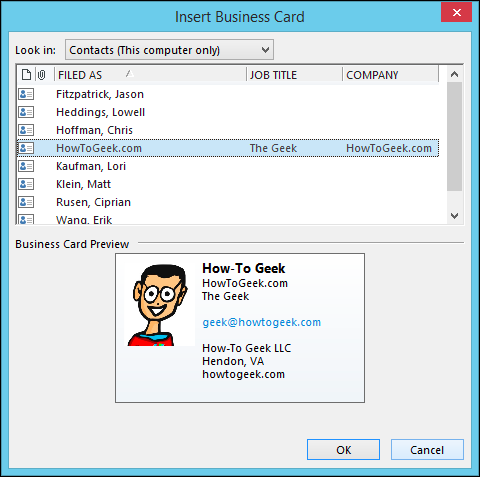 Insert Business Card
Look in: Contacts (This computer only)
FILED AS JOB TITLE COMPANY
Fitzpatrick, Jason
Heddings, Lowell
Hoffman, Chris
HowToGeek.com The Geek HowToGeek.com
Kaufman, Lori
Klein, Matt
Rusen, Ciprian
Wang, Erik
Business Card Preview
How-To Geek
HowToGeek.com
The Geek
geek@howtogeek.com
How-To Geek LLC
Hendon, VA
howtogeek.com
OK Cancel